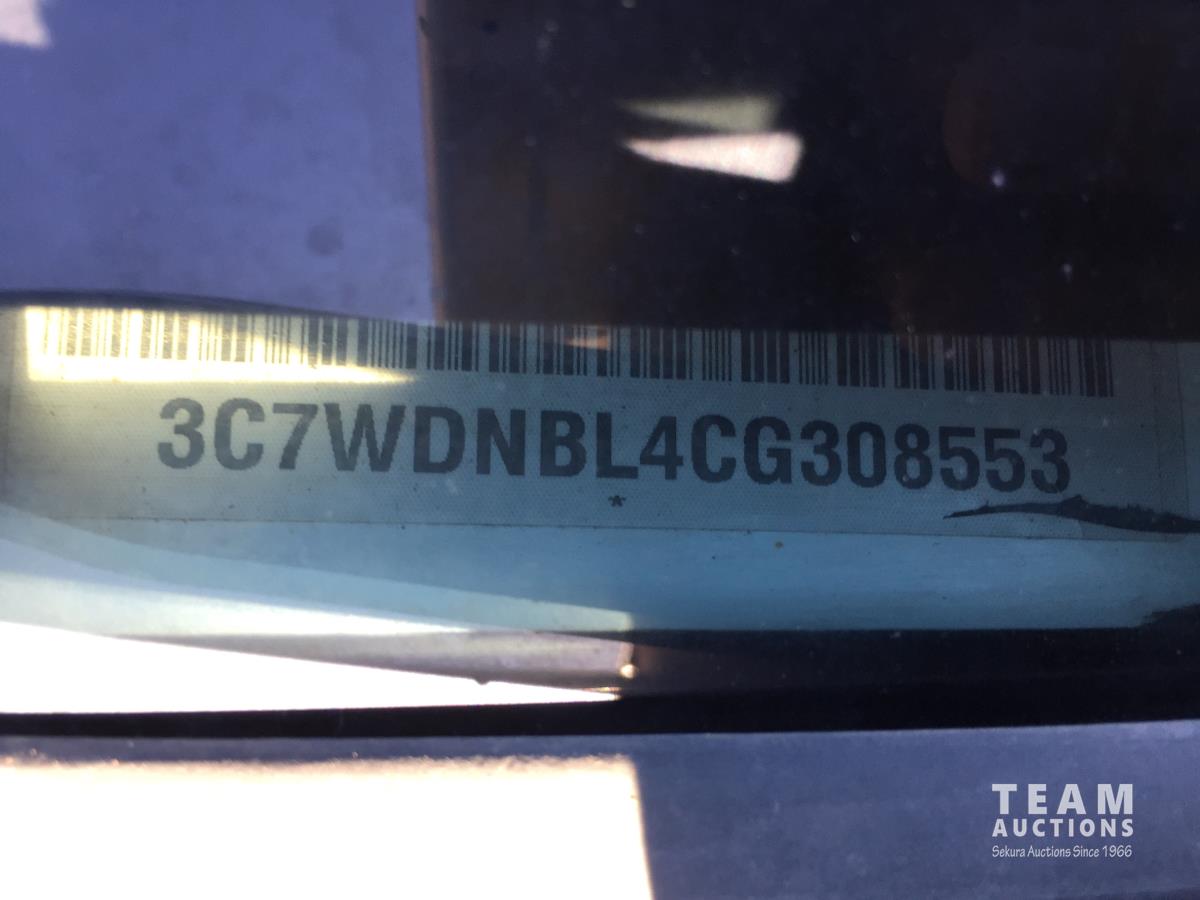 3C7WDNBL4CG308553
*
TEAM
AUCTIONS
Sekura Auctions Since 1966